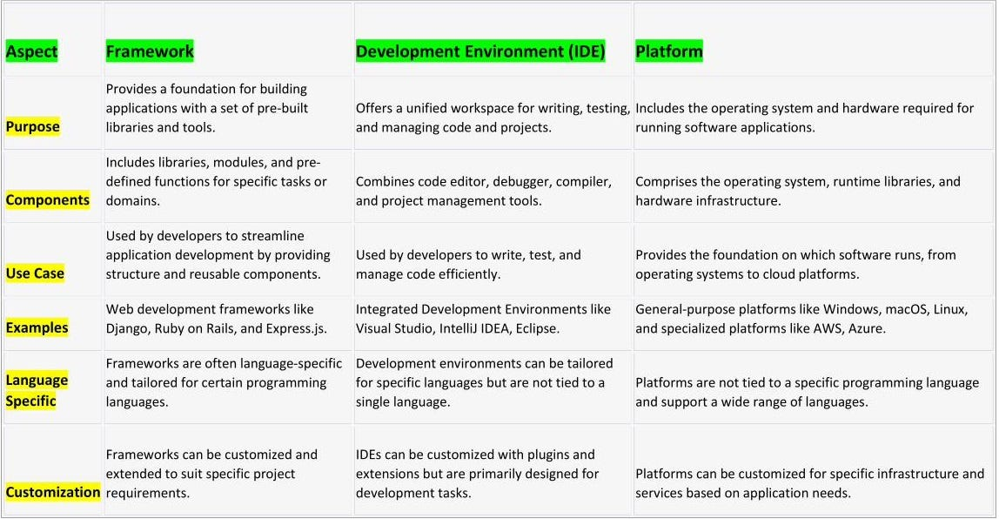 Aspect Framework Development Environment (IDE) Platform
Provides a foundation for building
applications with a set of pre-built
libraries and tools.
Offers a unified workspace for writing, testing,
and managing code and projects.
Includes the operating system and hardware required for
running software applications.
Purpose
Includes libraries, modules, and pre-
defined functions for specific tasks or
domains.
Combines code editor, debugger, compiler,
and project management tools.
Comprises the operating system, runtime libraries, and
hardware infrastructure.
Components
Used by developers to streamline
application development by providing
structure and reusable components.
Used by developers to write, test, and
manage code efficiently.
Provides the foundation on which software runs, from
operating systems to cloud platforms.
Use Case
Web development frameworks like
Django, Ruby on Rails, and Express.js.
Integrated Development Environments like
Visual Studio, IntelliJ IDEA, Eclipse.
General-purpose platforms like Windows, macOS, Linux,
and specialized platforms like AWS, Azure.
Examples
Frameworks are often language-specific
and tailored for certain programming
languages.
Development environments can be tailored
for specific languages but are not tied to a
single language.
Platforms are not tied to a specific programming language
and support a wide range of languages.
Language
Specific
Frameworks can be customized and
extended to suit specific project
requirements.
IDEs can be customized with plugins and
extensions but are primarily designed for
development tasks.
Platforms can be customized for specific infrastructure and
services based on application needs.
Customization